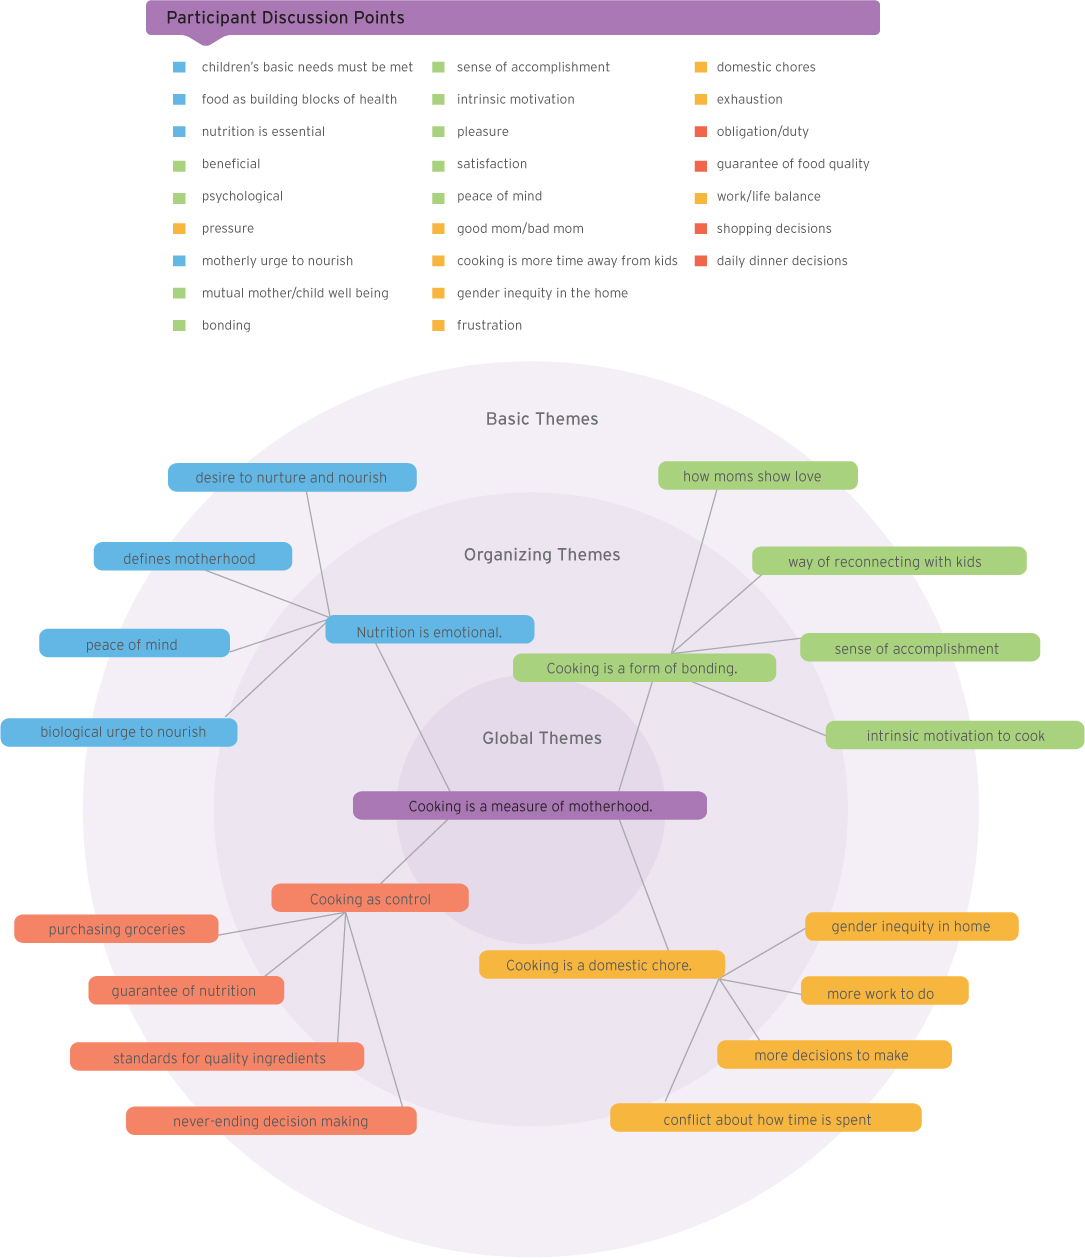 Participant Discussion Points
children's basic needs must be met
food as building blocks of health
nutrition is essential
beneficial
psychological
pressure
motherly urge to nourish
mutual mother/child well being
bonding
sense of accomplishment
intrinsic motivation
pleasure
satisfaction
peace of mind
good mom/bad mom
cooking is more time away from kids
gender inequity in the home
frustration
domestic chores
exhaustion
obligation/duty
guarantee of food quality
work/life balance
shopping decisions
daily dinner decisions
Basic Themes
desire to nurture and nourish
how moms show love
Organizing Themes
defines motherhood
way of reconnecting with kids
Nutrition is emotional.
peace of mind
sense of accomplishment
Cooking is a form of bonding.
biological urge to nourish
intrinsic motivation to cook
Global Themes
Cooking is a measure of motherhood.
Cooking as control
purchasing groceries
gender inequity in home
Cooking is a domestic chore.
guarantee of nutrition
more work to do
standards for quality ingredients
more decisions to make
never-ending decision making
conflict about how time is spent